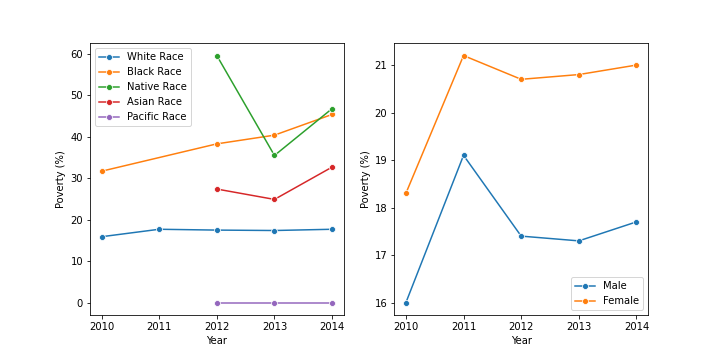 White Race
Black Race
Native Race
Asian Race
Pacific Race
60
50
40
30
20
10
0
Poverty (%)
2010 2011 2012 2013 2014
Year
21
20
19
18
17
16
Poverty (%)
Male
Female
2010 2011 2012 2013 2014
Year